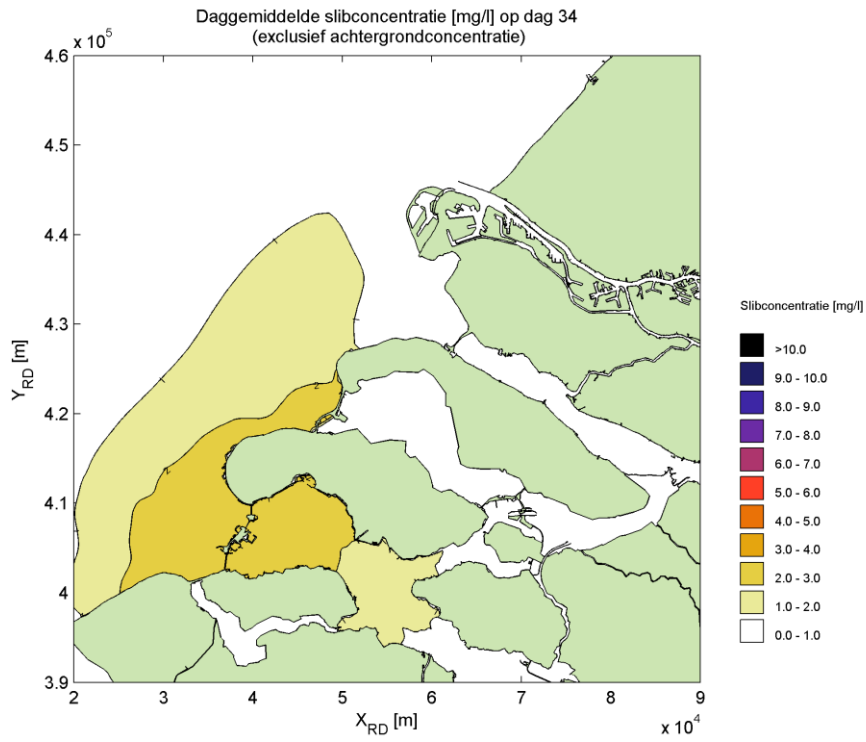 Daggemiddelde slibconcentratie [mg/l] op dag 34
(exclusief achtergrondconcentratie)
x 10^5
4.6
4.5
4.4
4.3
4.2
4.1
4
3.9
Y_RD [m]
2
3
4
5
6
7
8
9
X_RD [m]
x 10^4
Slibconcentratie [mg/l]
>10.0
9.0 - 10.0
8.0 - 9.0
7.0 - 8.0
6.0 - 7.0
5.0 - 6.0
4.0 - 5.0
3.0 - 4.0
2.0 - 3.0
1.0 - 2.0
0.0 - 1.0